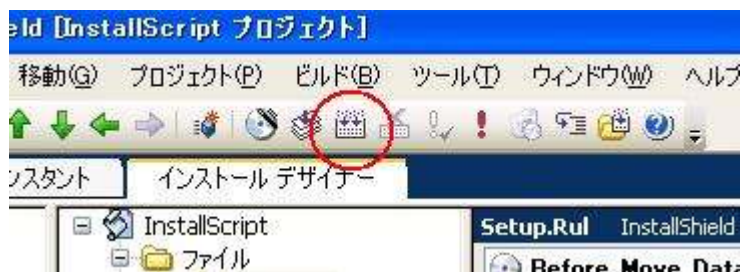 eld [InstallScript プロジェクト]
移動(G) プロジェクト(P) ビルド(B) ツール(T) ウィンドウ(W) ヘルプ
ンスタント インストール デザイナー
InstallScript Setup.Rul InstallShield
ファイル Before Move Data